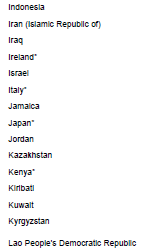 Indonesia
Iran (Islamic Republic of)
Iraq
Ireland*
Israel
Italy*
Jamaica
Japan*
Jordan
Kazakhstan
Kenya*
Kiribati
Kuwait
Kyrgyzstan
Lao People's Democratic Republic